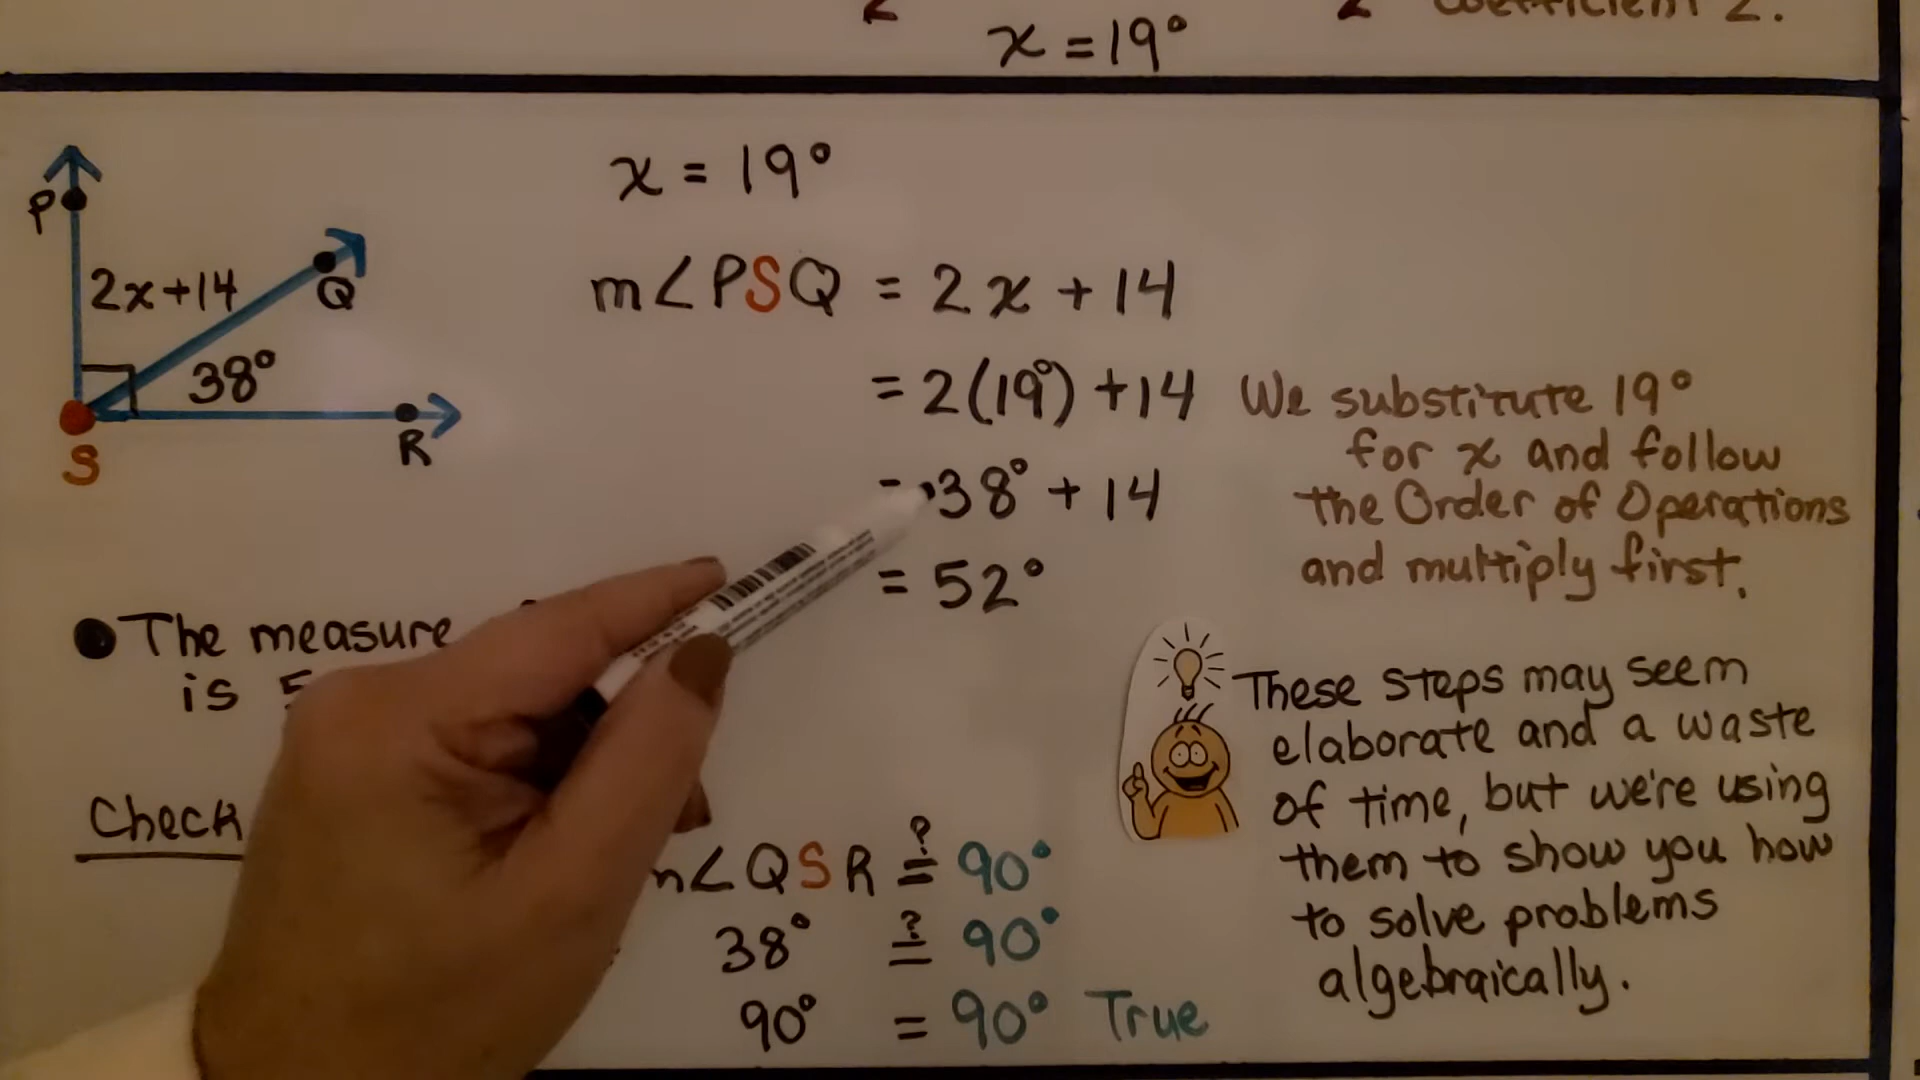 coefficient 2.
x = 19°
P
Q
2x+14
38°
R
S
x = 19°
m∠PSQ = 2x + 14
= 2(19°) + 14
= 38° + 14
= 52°
We substitute 19°
for x and follow
the Order of Operations
and multiply first.
The measure
is 5
Check
m∠QSR ≟ 90°
38° ≟ 90°
90° = 90° True
These steps may seem
elaborate and a waste
of time, but we're using
them to show you how
to solve problems
algebraically.